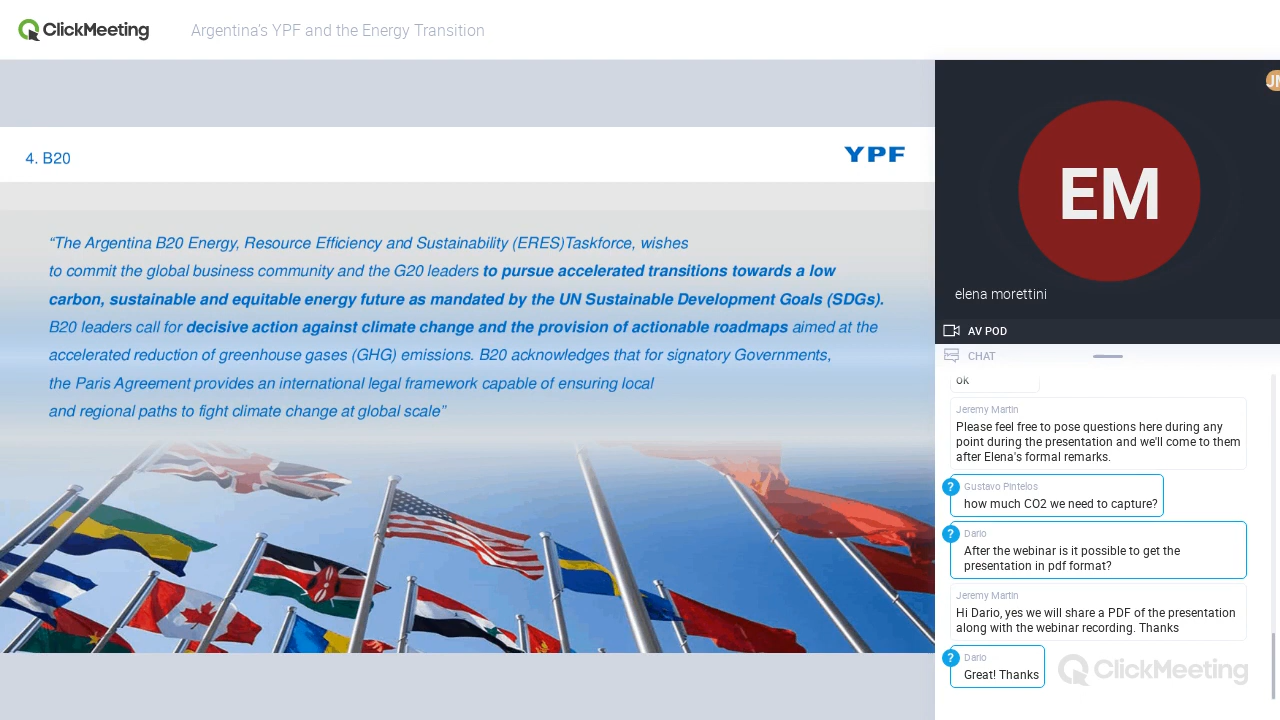 ClickMeeting
Argentina's YPF and the Energy Transition
4. B20
YPF
“The Argentina B20 Energy, Resource Efficiency and Sustainability (ERES)Taskforce, wishes
to commit the global business community and the G20 leaders to pursue accelerated transitions towards a low
carbon, sustainable and equitable energy future as mandated by the UN Sustainable Development Goals (SDGs).
B20 leaders call for decisive action against climate change and the provision of actionable roadmaps aimed at the
accelerated reduction of greenhouse gases (GHG) emissions. B20 acknowledges that for signatory Governments,
the Paris Agreement provides an international legal framework capable of ensuring local
and regional paths to fight climate change at global scale”
EM
elena morettini
AV POD
CHAT
ok
Jeremy Martin
Please feel free to pose questions here during any
point during the presentation and we'll come to them
after Elena's formal remarks.
?
Gustavo Pintelos
how much CO2 we need to capture?
?
Dario
After the webinar is it possible to get the
presentation in pdf format?
Jeremy Martin
Hi Dario, yes we will share a PDF of the presentation
along with the webinar recording. Thanks
?
Dario
Great! Thanks
ClickMeeting